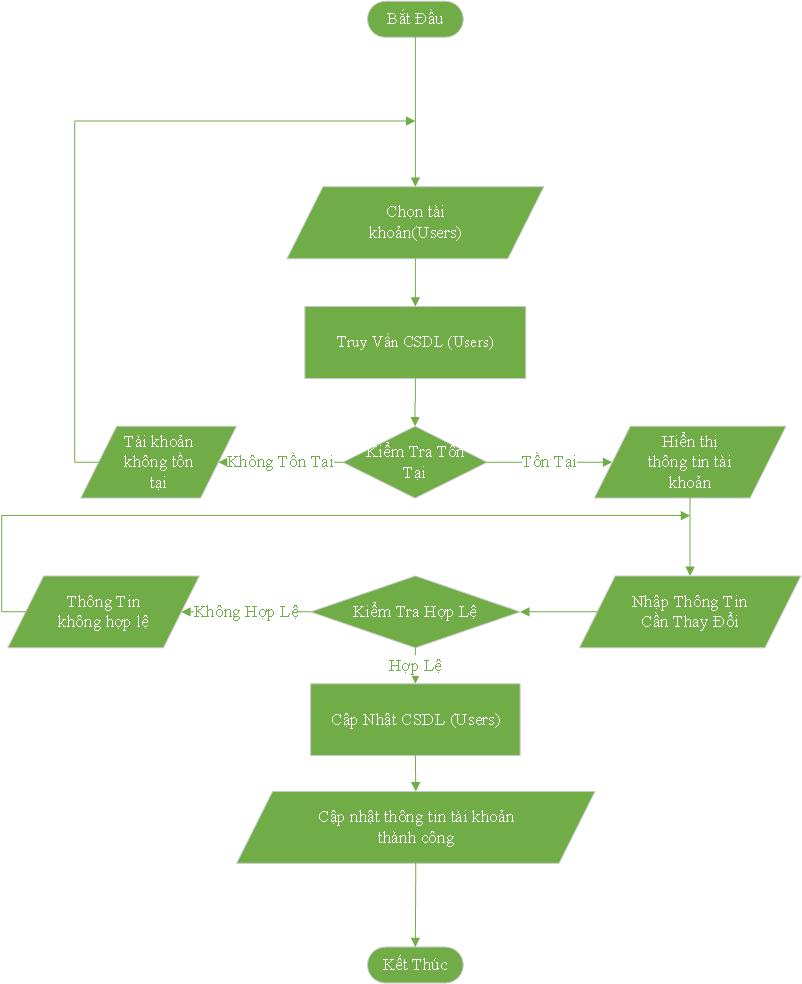 Bắt Đầu
Chọn tài
khoản(Users)
Truy Vấn CSDL (Users)
Kiểm Tra Tồn
Tại
Không Tồn Tại
Tài khoản
không tồn
tại
Tồn Tại
Hiển thị
thông tin tài
khoản
Nhập Thông Tin
Cần Thay Đổi
Kiểm Tra Hợp Lệ
Không Hợp Lệ
Thông Tin
không hợp lệ
Hợp Lệ
Cập Nhật CSDL (Users)
Cập nhật thông tin tài khoản
thành công
Kết Thúc